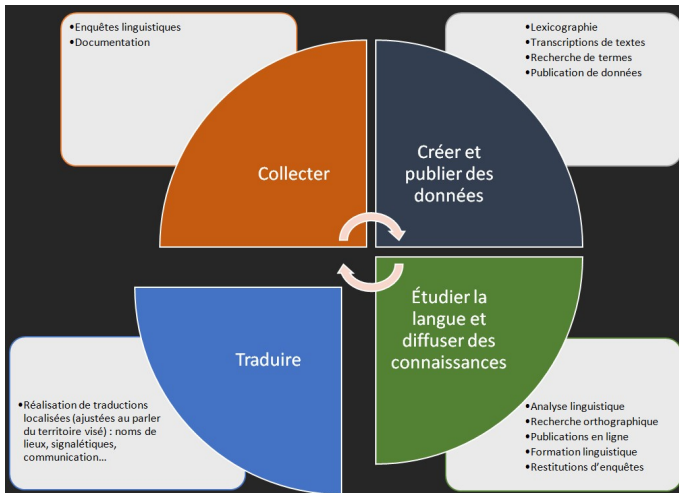 •Enquêtes linguistiques
•Documentation
•Lexicographie
•Transcriptions de textes
•Recherche de termes
•Publication de données
Collecter
Créer et
publier des
données
Traduire
Étudier la
langue et
diffuser des
connaissances
•Réalisation de traductions
localisées (ajustées au parler
du territoire visé) : noms de
lieux, signalétiques,
communication...
•Analyse linguistique
•Recherche orthographique
•Publications en ligne
•Formation linguistique
•Restitutions d'enquêtes